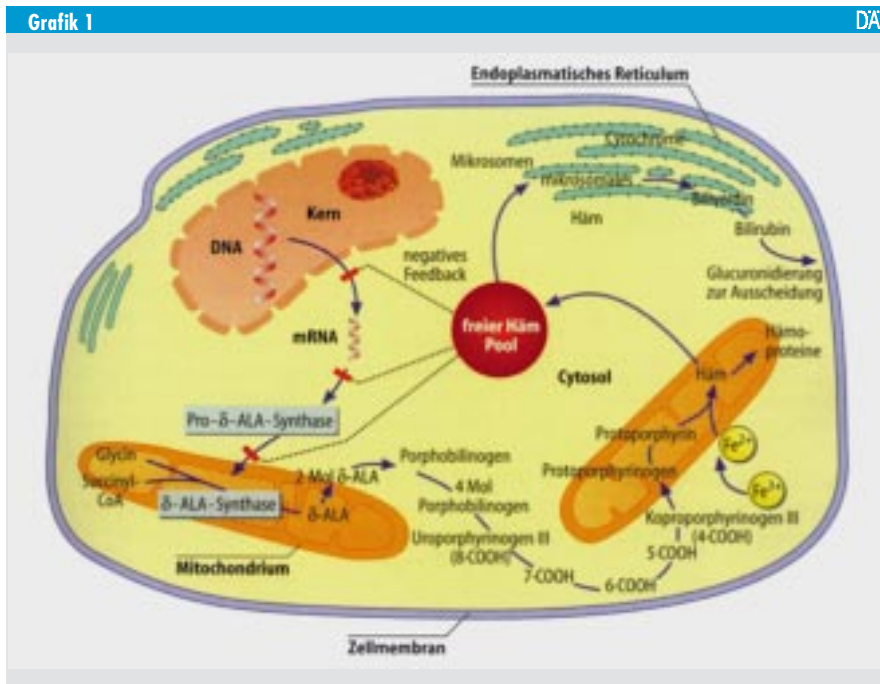 Grafik 1
DÄ
Endoplasmatisches Reticulum
Cytochrome
Mikrosomen
mikrosomales
Biliverdin
Häm
Bilirubin
Kern
DNA
negatives
Feedback
Glucuronidierung
zur Ausscheidung
mRNA
freier Häm
Pool
Hämo-
proteine
Cytosol
Häm
Pro-δ-ALA-Synthase
Protoporphyrin
Fe2+
Glycin
Porphobilinogen
Succinyl-
CoA
2 Mol δ-ALA
Protoporphyrinogen
Fe3+
4 Mol
Porphobilinogen
δ-ALA-Synthase
δ-ALA
Koproporphyrinogen III
(4-COOH)
Uroporphyrinogen III
(8-COOH)
5-COOH
Mitochondrium
7-COOH
6-COOH
Zellmembran